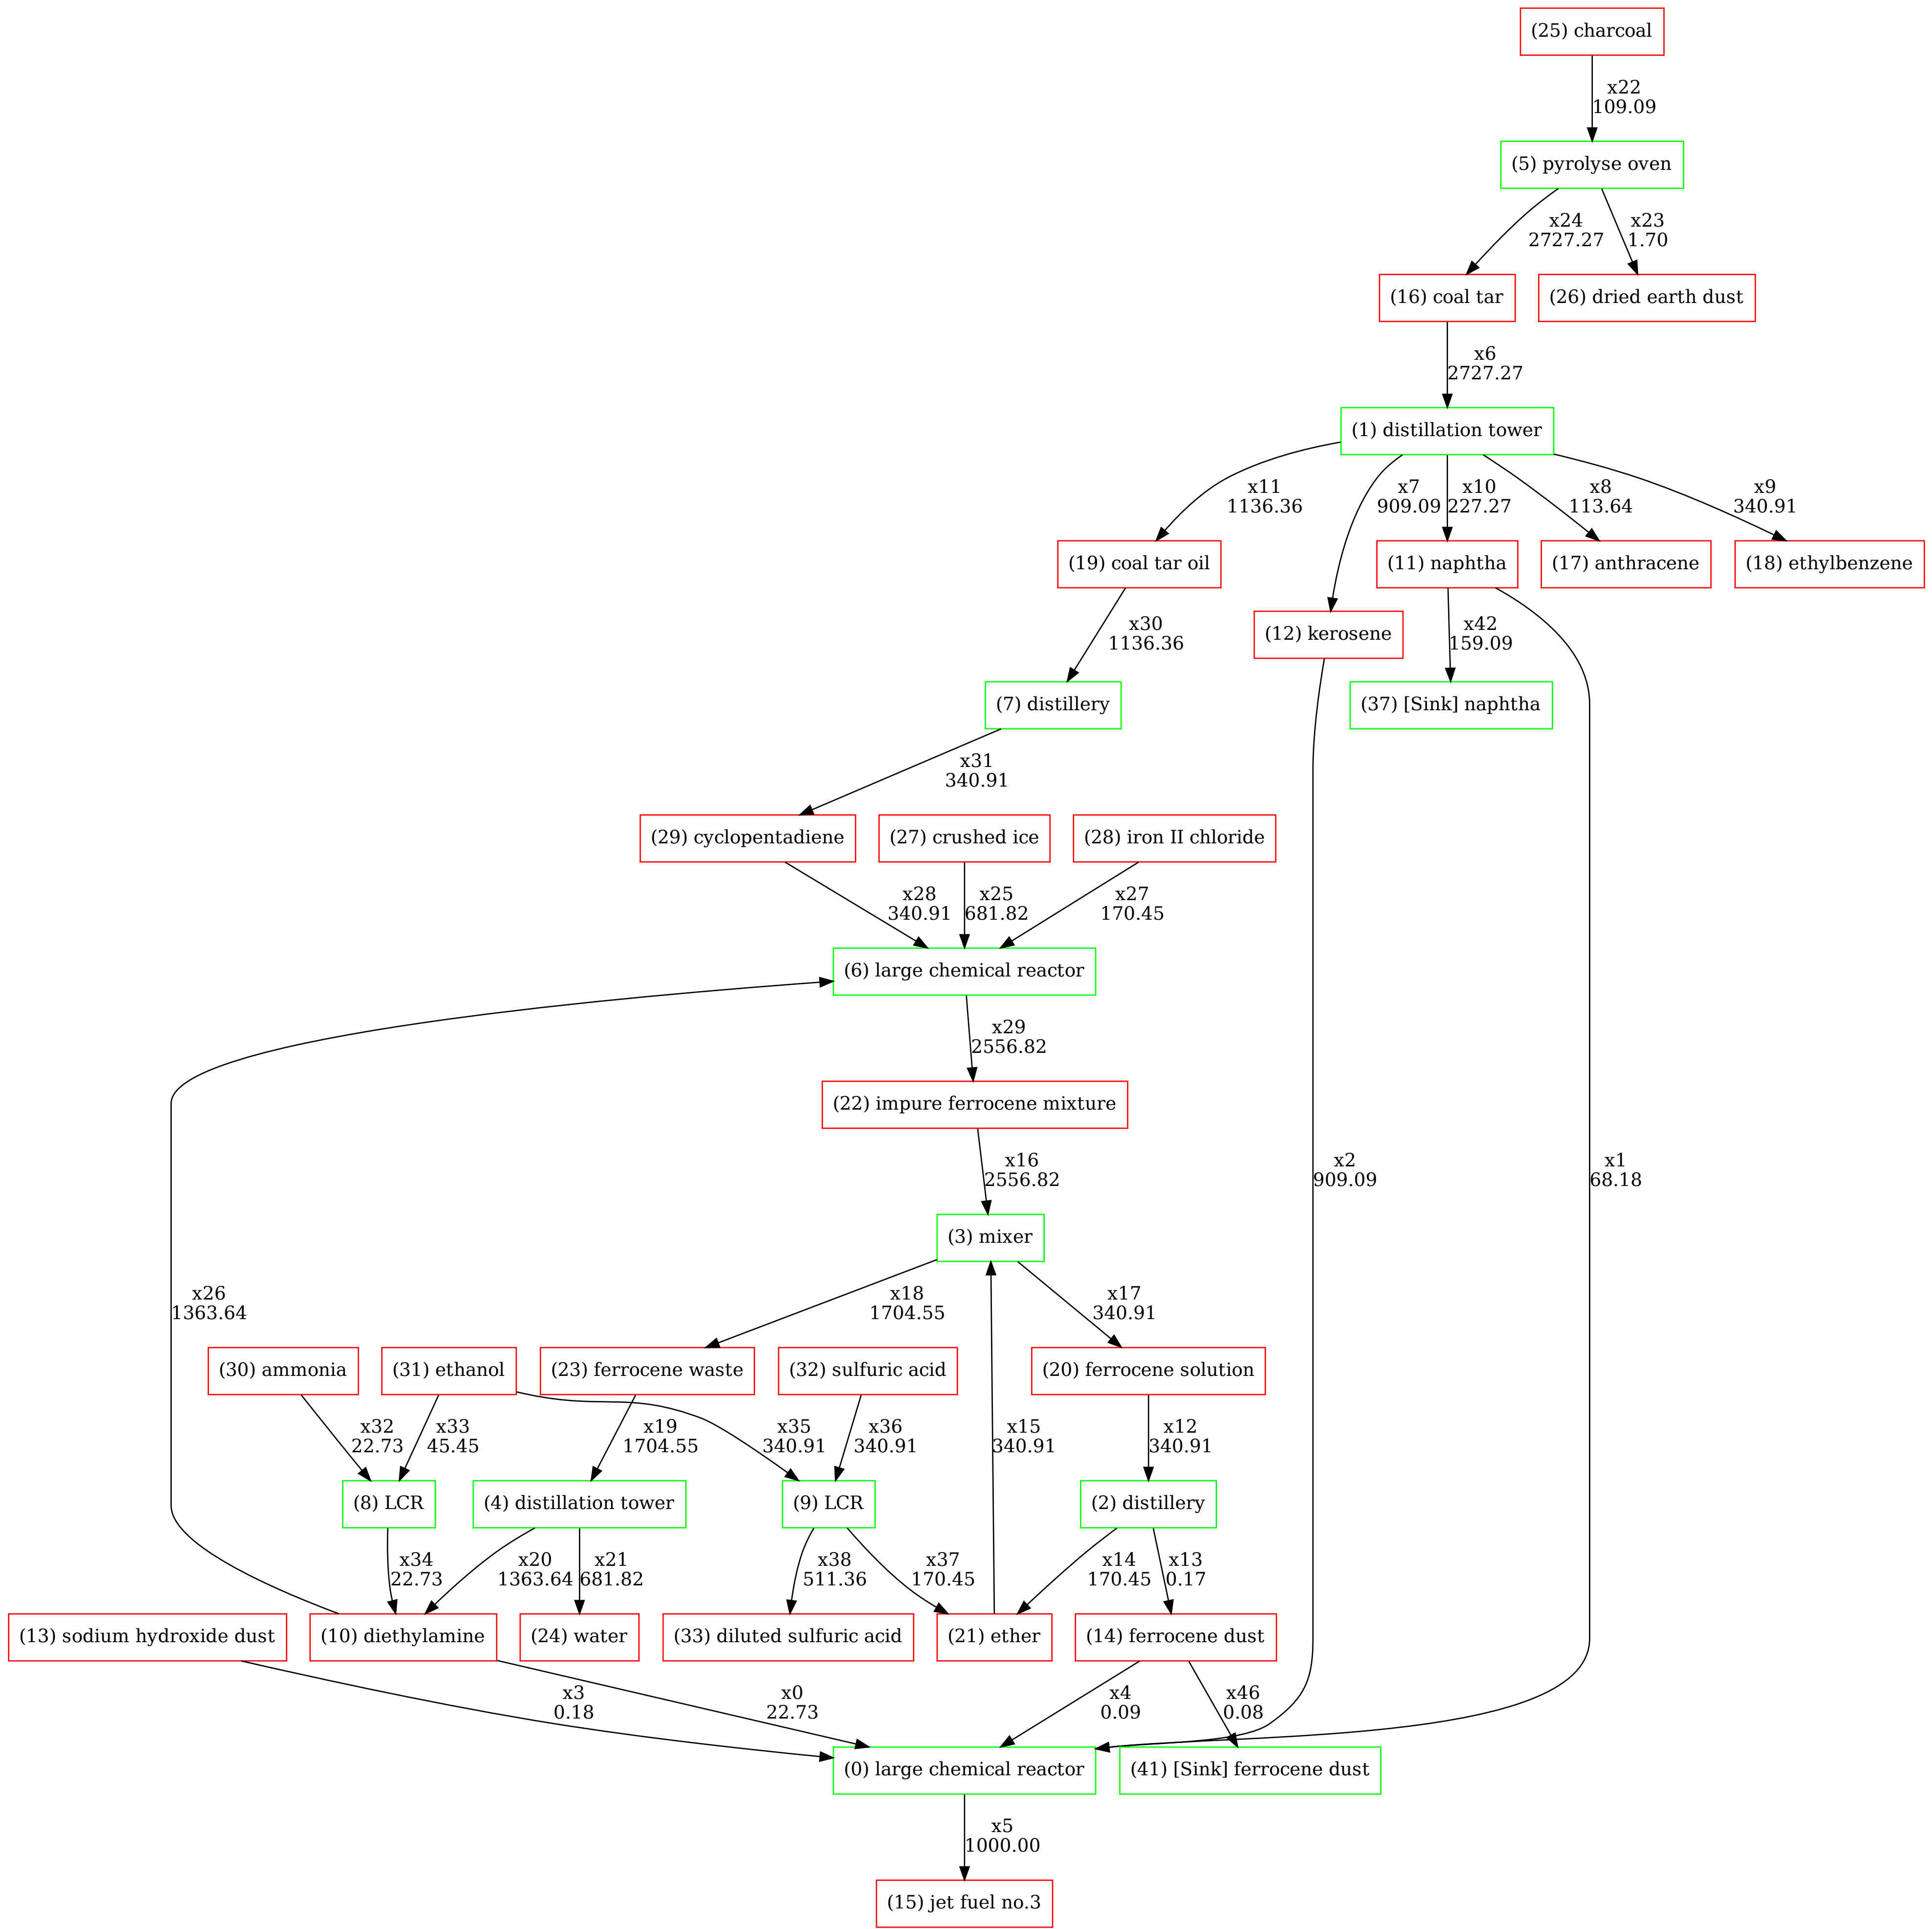 (25) charcoal
x22
109.09
(5) pyrolyse oven
x24
2727.27
x23
1.70
(16) coal tar
(26) dried earth dust
x6
2727.27
(1) distillation tower
x11
1136.36
x7
909.09
x10
227.27
x8
113.64
x9
340.91
(19) coal tar oil
(11) naphtha
(17) anthracene
(18) ethylbenzene
(12) kerosene
x30
1136.36
x42
159.09
(7) distillery
(37) [Sink] naphtha
x31
340.91
(29) cyclopentadiene
(27) crushed ice
(28) iron II chloride
x28
340.91
x25
681.82
x27
170.45
(6) large chemical reactor
x29
2556.82
(22) impure ferrocene mixture
x16
2556.82
x2
909.09
x1
68.18
(3) mixer
x26
1363.64
x18
1704.55
x17
340.91
(30) ammonia
(31) ethanol
(23) ferrocene waste
(32) sulfuric acid
(20) ferrocene solution
x32
22.73
x33
45.45
x19
1704.55
x35
340.91
x36
340.91
x15
340.91
x12
340.91
(8) LCR
(4) distillation tower
(9) LCR
(2) distillery
x34
22.73
x20
1363.64
x21
681.82
x38
511.36
x37
170.45
x14
170.45
x13
0.17
(13) sodium hydroxide dust
(10) diethylamine
(24) water
(33) diluted sulfuric acid
(21) ether
(14) ferrocene dust
x3
0.18
x0
22.73
x4
0.09
x46
0.08
(0) large chemical reactor
(41) [Sink] ferrocene dust
x5
1000.00
(15) jet fuel no.3